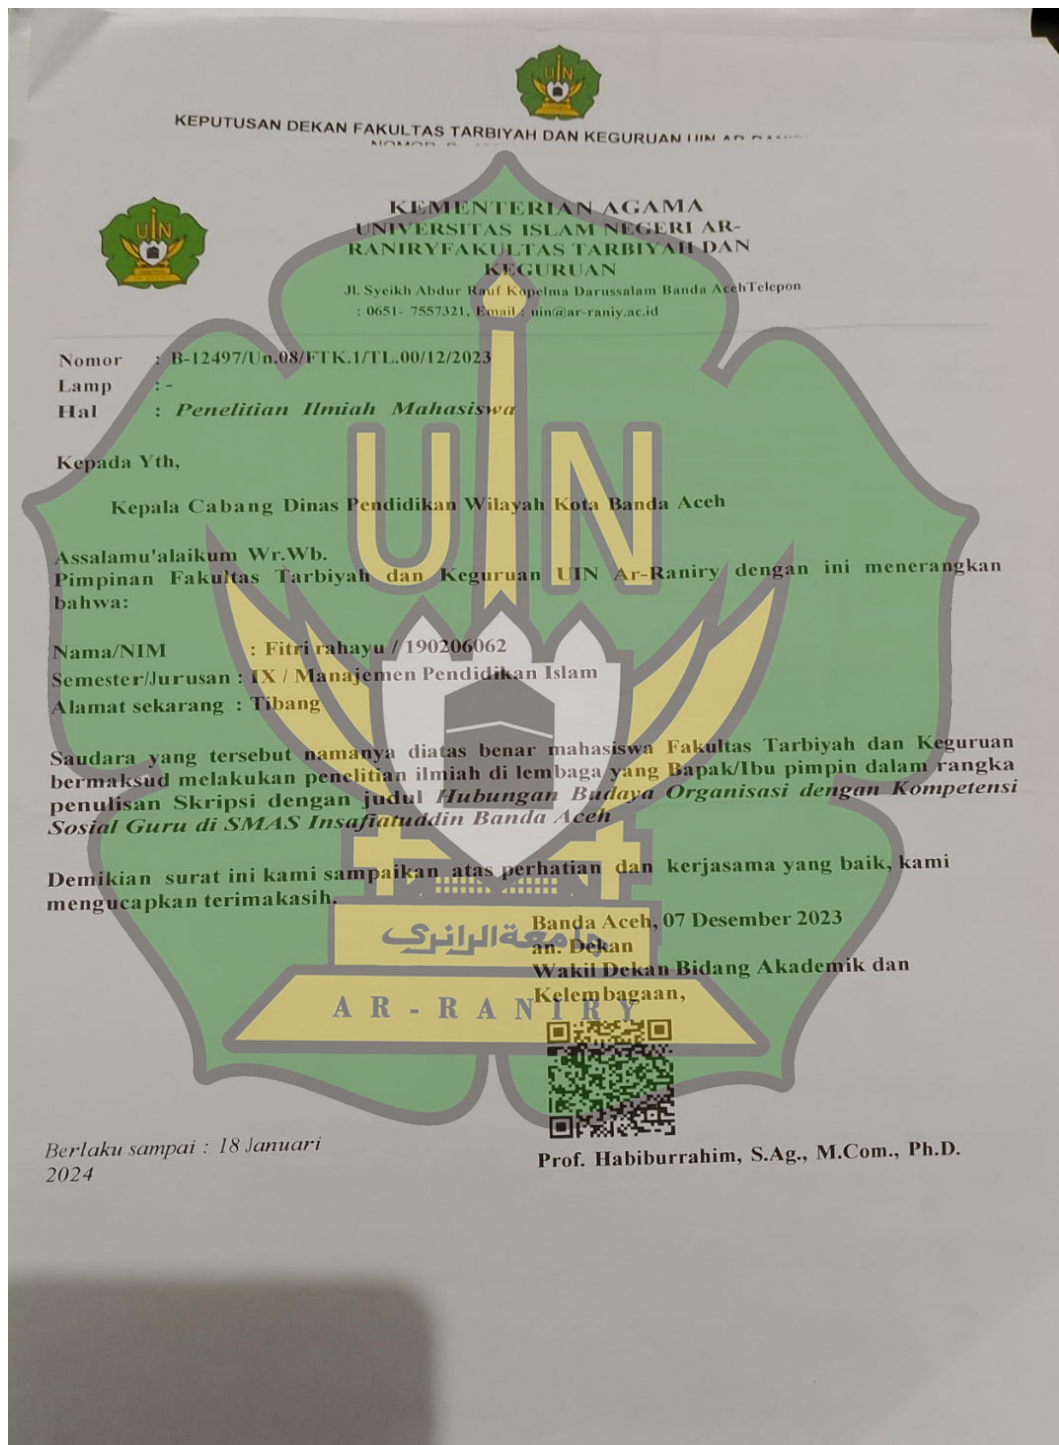 UIN
KEPUTUSAN DEKAN FAKULTAS TARBIYAH DAN KEGURUAN UIN
UIN
KEMENTERIAN AGAMA
UNIVERSITAS ISLAM NEGERI AR-
RANIRYFAKULTAS TARBIYAH DAN
KEGURUAN
Jl. Syeikh Abdur Rauf Kopelma Darussalam Banda AcehTelepon
: 0651- 7557321, Email : uin@ar-raniy.ac.id
Nomor : B-12497/Un.08/FTK.1/TL.00/12/2023
Lamp : -
Hal : Penelitian Ilmiah Mahasiswa
UIN
Kepada Yth,
Kepala Cabang Dinas Pendidikan Wilayah Kota Banda Aceh
Assalamu'alaikum Wr.Wb.
Pimpinan Fakultas Tarbiyah dan Keguruan UIN Ar-Raniry dengan ini menerangkan
bahwa:
Nama/NIM : Fitri rahayu / 190206062
Semester/Jurusan : IX / Manajemen Pendidikan Islam
Alamat sekarang : Tibang
Saudara yang tersebut namanya diatas benar mahasiswa Fakultas Tarbiyah dan Keguruan
bermaksud melakukan penelitian ilmiah di lembaga yang Bapak/Ibu pimpin dalam rangka
penulisan Skripsi dengan judul Hubungan Budaya Organisasi dengan Kompetensi
Sosial Guru di SMAS Insafiatuddin Banda Aceh
Demikian surat ini kami sampaikan atas perhatian dan kerjasama yang baik, kami
mengucapkan terimakasih.
Banda Aceh, 07 Desember 2023
an. Dekan
Wakil Dekan Bidang Akademik dan
Kelembagaan,
جامعة الرانري
AR-RANIRY
Berlaku sampai : 18 Januari
2024
Prof. Habiburrahim, S.Ag., M.Com., Ph.D.